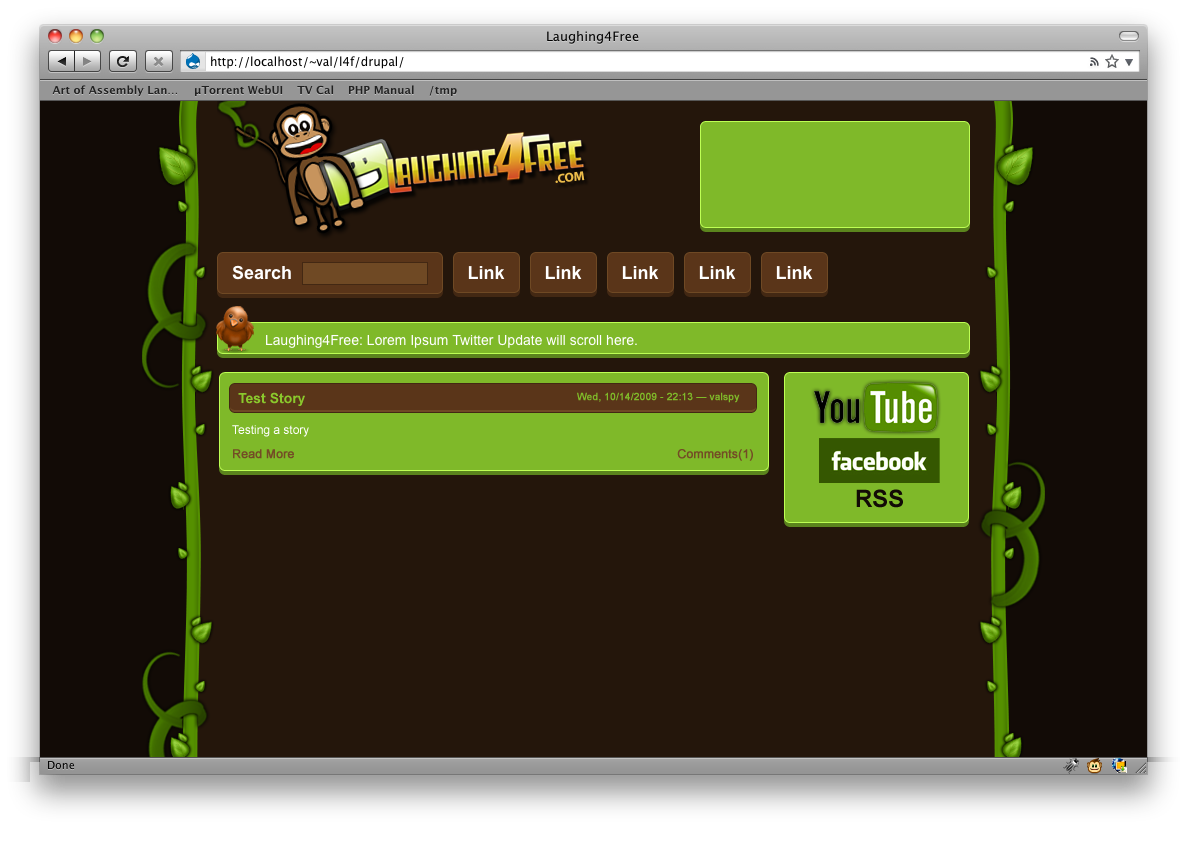 Laughing4Free
http://localhost/~val/l4f/drupal/
Art of Assembly Lan... µTorrent WebUI TV Cal PHP Manual /tmp
LAUGHING4FREE
.COM
Search Link Link Link Link Link
Laughing4Free: Lorem Ipsum Twitter Update will scroll here.
Test Story Wed, 10/14/2009 - 22:13 — valspy
Testing a story
Read More Comments(1)
YouTube
facebook
RSS
Done